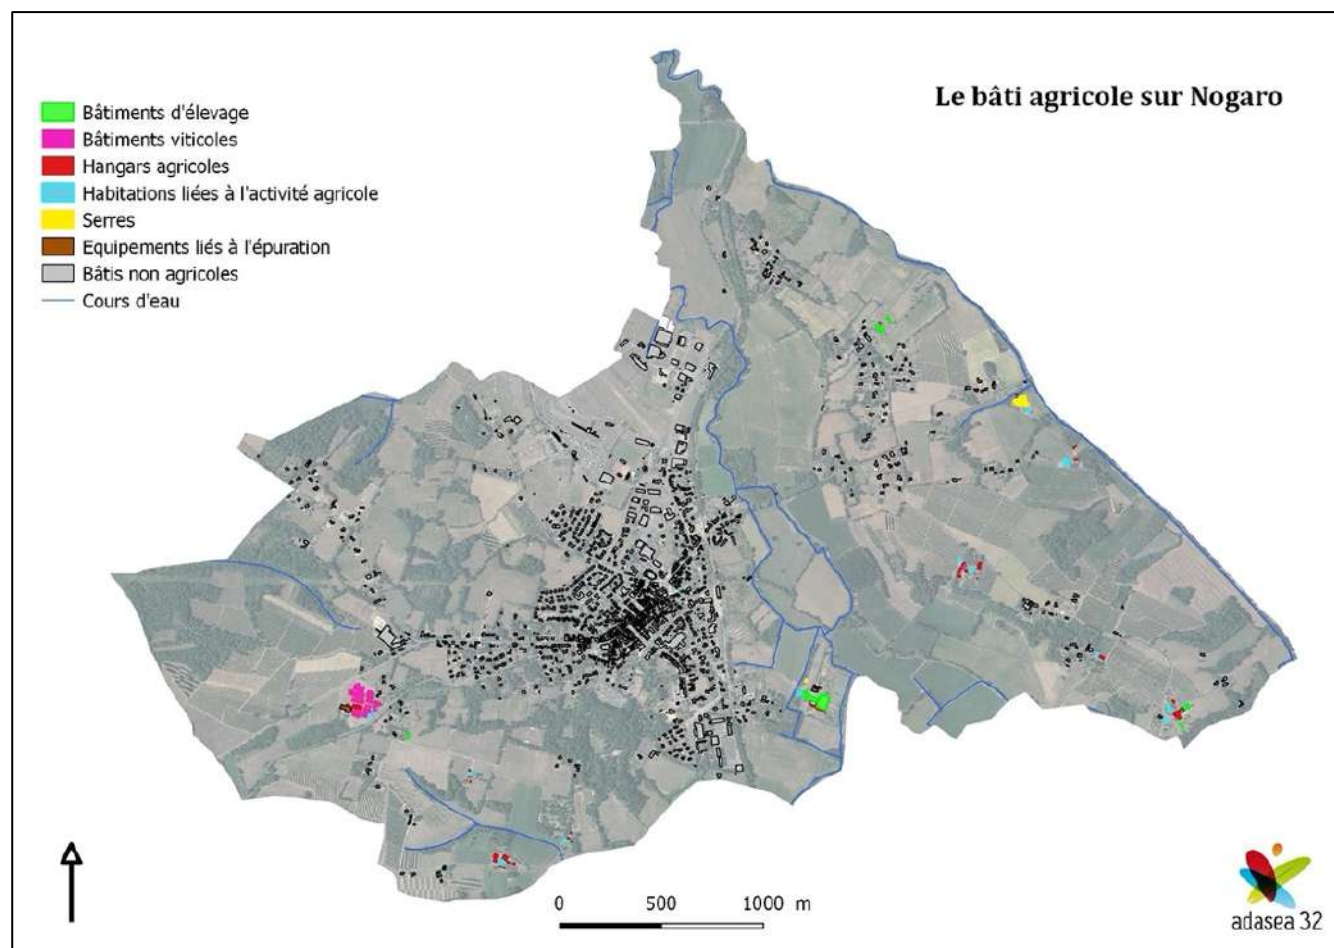 Le bâti agricole sur Nogaro
Bâtiments d'élevage
Bâtiments viticoles
Hangars agricoles
Habitations liées à l'activité agricole
Serres
Equipements liés à l'épuration
Bâtis non agricoles
Cours d'eau
0 500 1000 m
adasea 32